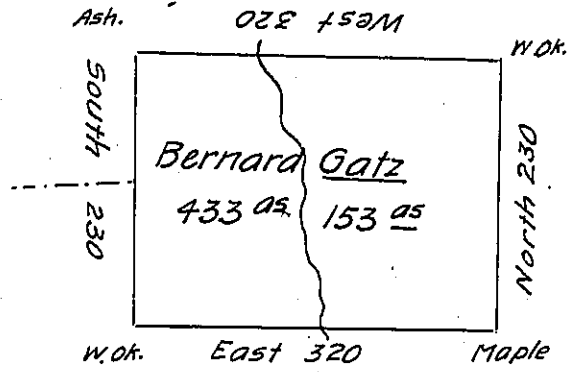 Ash. West 320
W.Ok.
South 230
Bernard Gatz
433 as. 153 as
North 230
W.Ok. East 320 Maple